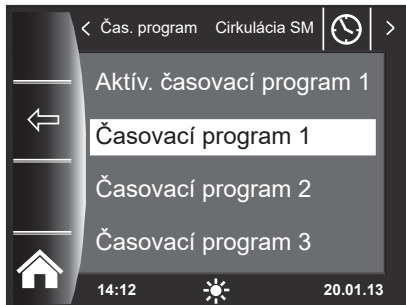 < Čas. program Cirkulácia SM >
Aktív. časovací program 1
Časovací program 1
Časovací program 2
Časovací program 3
14:12 20.01.13